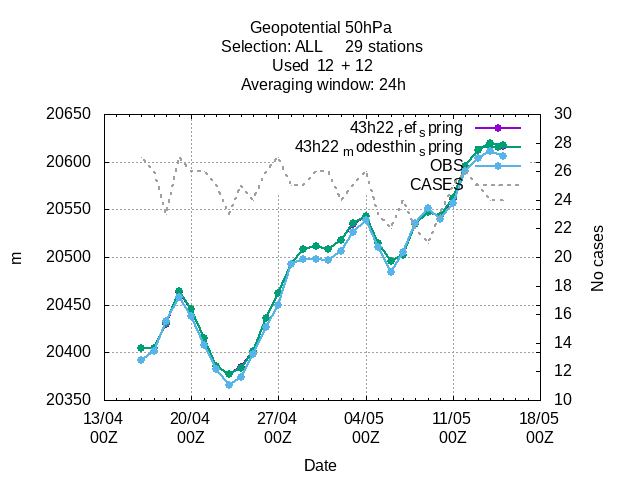 Geopotential 50hPa
Selection: ALL 29 stations
Used 12 + 12
Averaging window: 24h
20650
20600
20550
20500
20450
20400
20350
m
30
28
26
24
22
20
18
16
14
12
10
No cases
43h22 ref spring
43h22 modesthin spring
OBS
CASES
13/04 20/04 27/04 04/05 11/05 18/05
00Z 00Z 00Z 00Z 00Z 00Z
Date